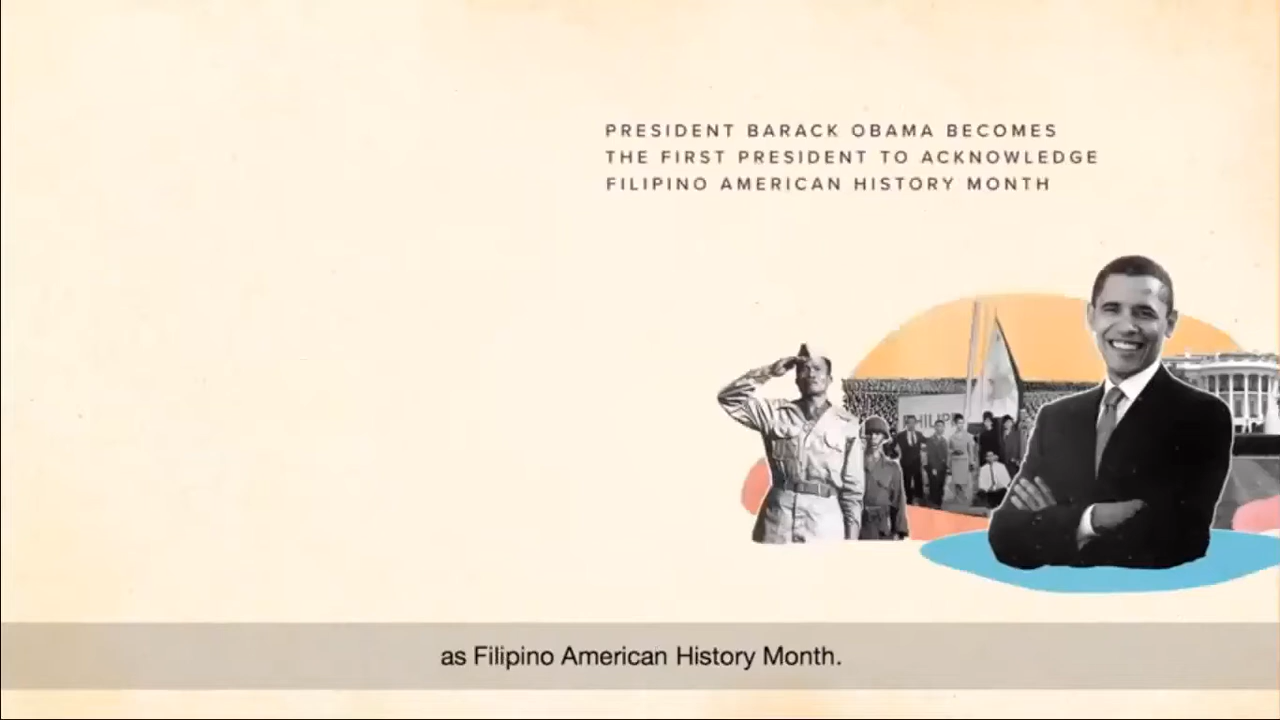 PRESIDENT BARACK OBAMA BECOMES
THE FIRST PRESIDENT TO ACKNOWLEDGE
FILIPINO AMERICAN HISTORY MONTH
as Filipino American History Month.